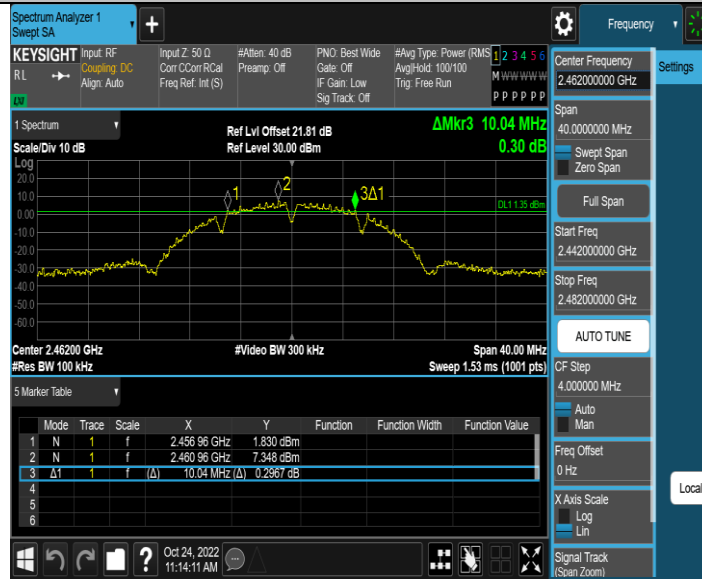 Spectrum Analyzer 1
Swept SA
Frequency
KEYSIGHT
RL
LXI
Input: RF
Coupling: DC
Align: Auto
Input Z: 50 Ω
Corr CCorr RCal
Freq Ref: Int (S)
#Atten: 40 dB
Preamp: Off
PNO: Best Wide
Gate: Off
IF Gain: Low
Sig Track: Off
#Avg Type: Power (RMS
Avg|Hold: 100/100
Trig: Free Run
1 2 3 4 5 6
M W W W W W
P P P P P P
1 Spectrum
Scale/Div 10 dB
Ref Lvl Offset 21.81 dB
Ref Level 30.00 dBm
ΔMkr3 10.04 MHz
0.30 dB
Log
20.0
10.0
0.00
-10.0
-20.0
-30.0
-40.0
-50.0
-60.0
1
2
3Δ1
DL1 1.35 dBm
Center 2.46200 GHz
#Res BW 100 kHz
#Video BW 300 kHz
Span 40.00 MHz
Sweep 1.53 ms (1001 pts)
5 Marker Table
Mode Trace Scale X Y Function Function Width Function Value
1 N 1 f 2.456 96 GHz 1.830 dBm
2 N 1 f 2.460 96 GHz 7.348 dBm
3 Δ1 1 f (Δ) 10.04 MHz (Δ) 0.2967 dB
4
5
6
Oct 24, 2022
11:14:11 AM
Center Frequency
2.462000000 GHz
Settings
Span
40.0000000 MHz
Swept Span
Zero Span
Full Span
Start Freq
2.442000000 GHz
Stop Freq
2.482000000 GHz
AUTO TUNE
CF Step
4.000000 MHz
Auto
Man
Freq Offset
0 Hz
X Axis Scale
Log
Lin
Local
Signal Track
(Span Zoom)